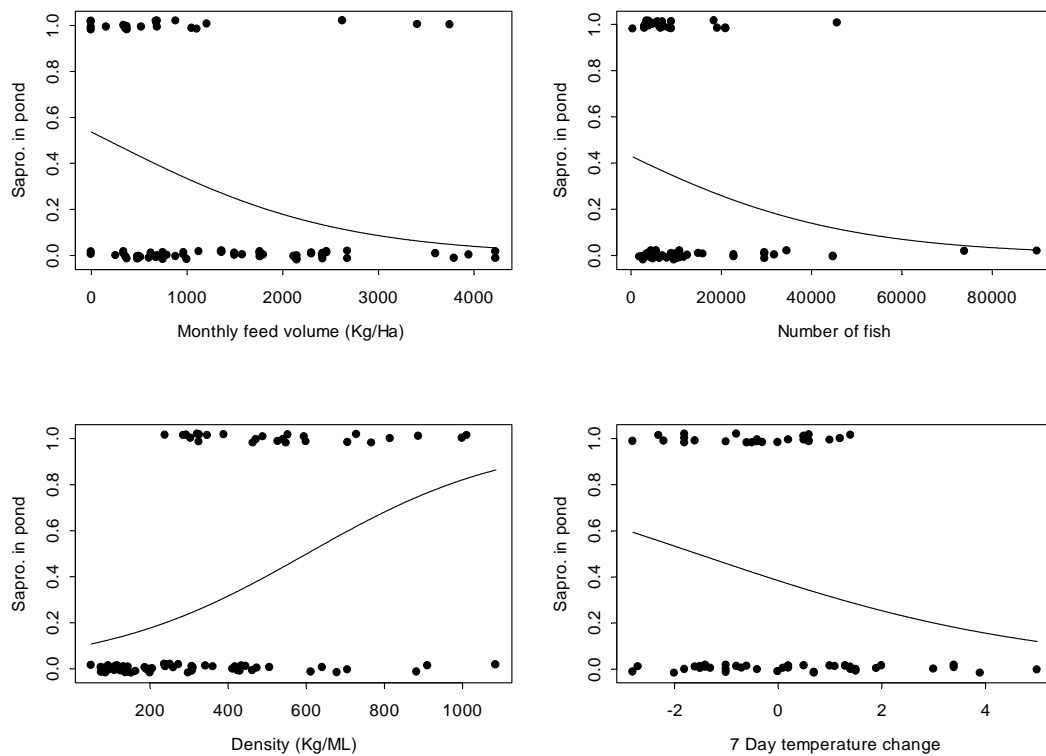 Sapro. in pond
1.0
0.8
0.6
0.4
0.2
0.0
0 1000 2000 3000 4000
Monthly feed volume (Kg/Ha)
Sapro. in pond
1.0
0.8
0.6
0.4
0.2
0.0
0 20000 40000 60000 80000
Number of fish
Sapro. in pond
1.0
0.8
0.6
0.4
0.2
0.0
200 400 600 800 1000
Density (Kg/ML)
Sapro. in pond
1.0
0.8
0.6
0.4
0.2
0.0
-2 0 2 4
7 Day temperature change